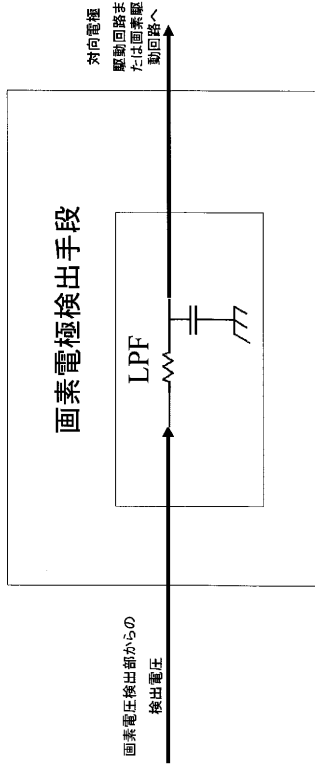 画素電極検出手段
LPF
画素電圧検出部からの
検出電圧
対向電極
駆動回路ま
たは画素駆
動回路へ